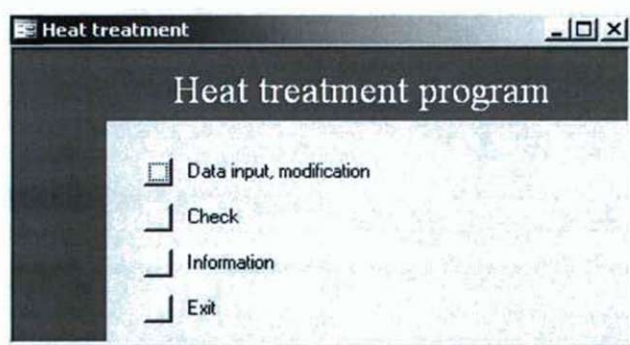 Heat treatment
Heat treatment program
Data input, modification
Check
Information
Exit